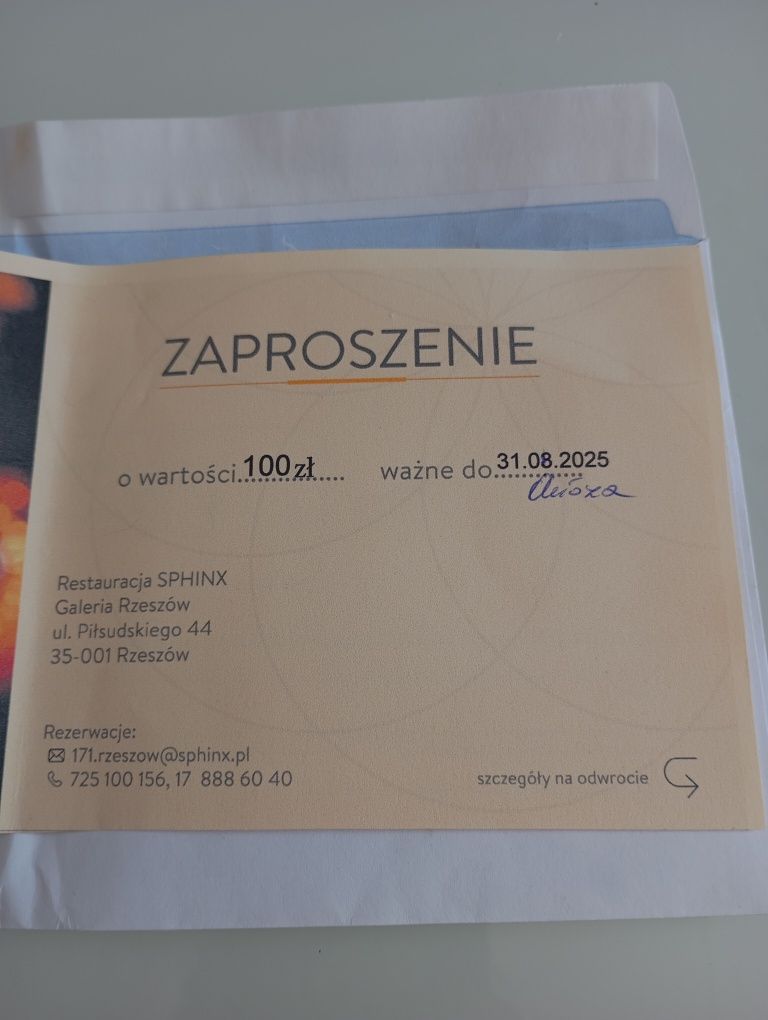 ZAPROSZENIE
o wartości..100zł.... ważne do..31.08.2025
Restauracja SPHINX
Galeria Rzeszów
ul. Piłsudskiego 44
35-001 Rzeszów
Rezerwacje:
171.rzeszow@sphinx.pl
725 100 156, 17 888 60 40
szczegóły na odwrocie